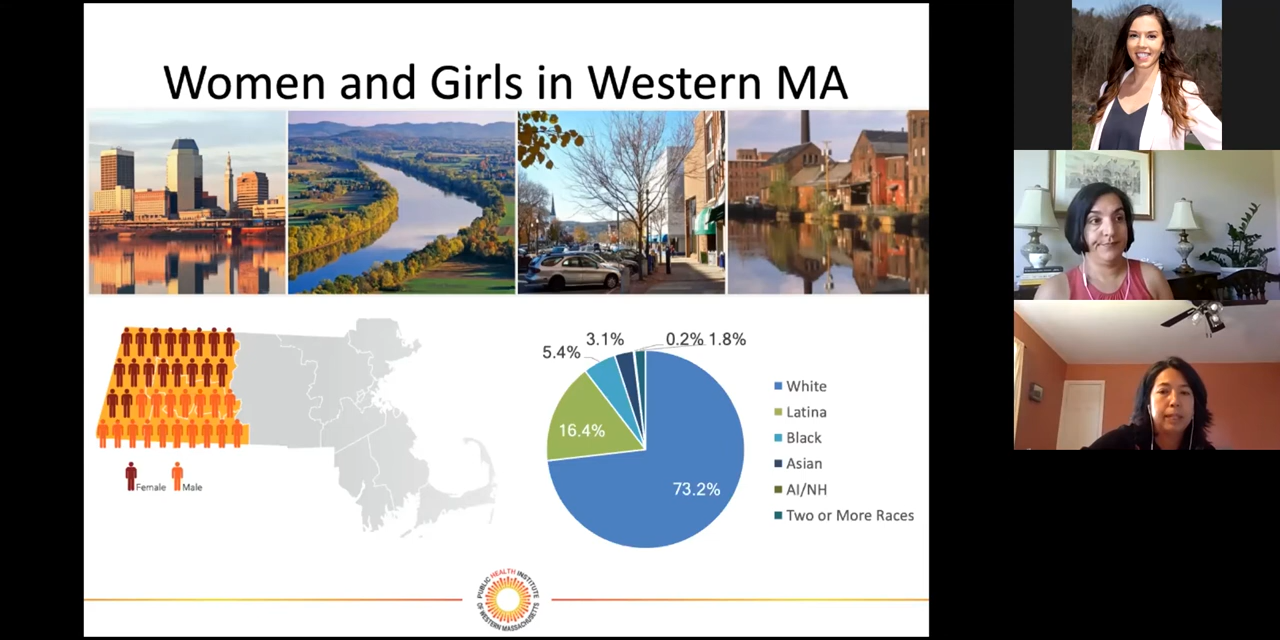 Women and Girls in Western MA
Female
Male
5.4%
3.1%
0.2%
1.8%
16.4%
73.2%
White
Latina
Black
Asian
AI/NH
Two or More Races
PUBLIC HEALTH INSTITUTE
OF WESTERN MASSACHUSETTS